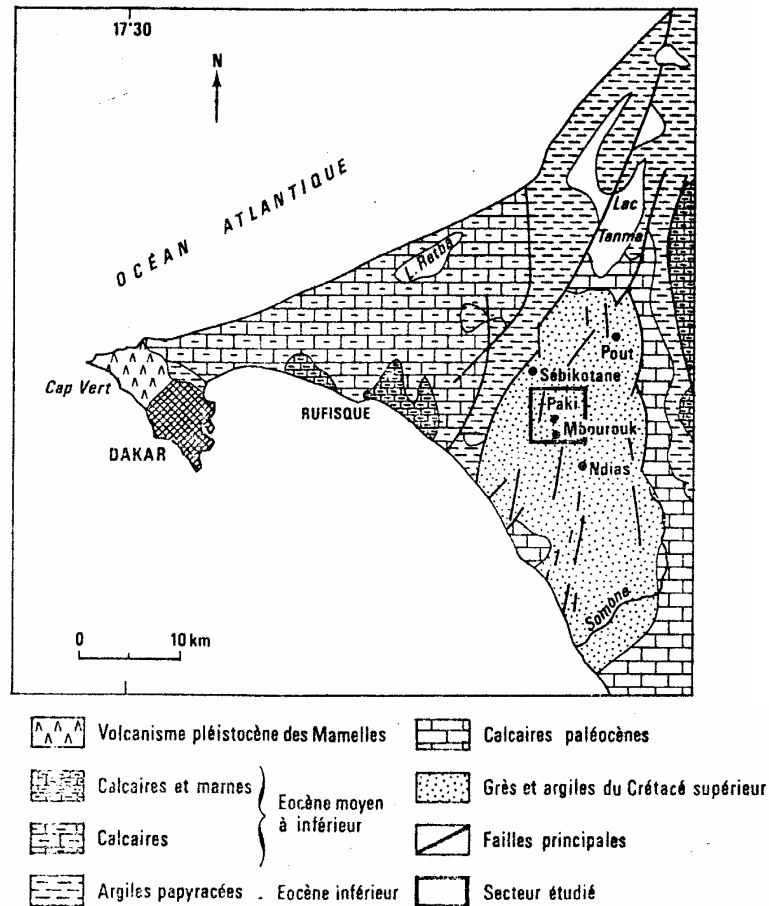 17°30
N
OCÉAN ATLANTIQUE
Lac
Tanma
L. Retba
Pout
Sébikotane
Cap Vert
RUFISQUE
Paki
Mbourouk
DAKAR
Ndias
Somone
0 10 km
Volcanisme pléistocène des Mamelles
Calcaires et marnes
Calcaires
Eocène moyen
à inférieur
Argiles papyracées . Eocène inférieur
Calcaires paléocènes
Grès et argiles du Crétacé supérieur
Failles principales
Secteur étudié